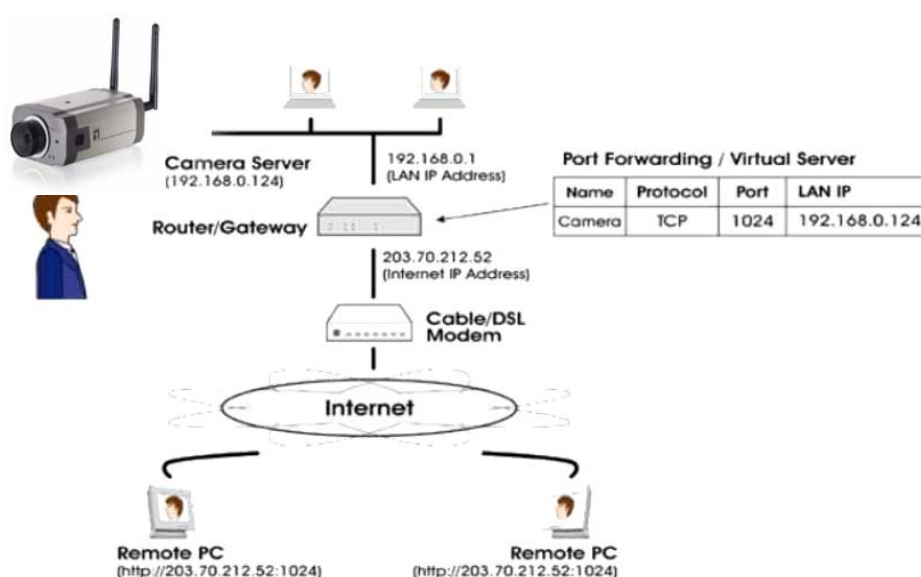 Camera Server
(192.168.0.124)
192.168.0.1
(LAN IP Address)
Port Forwarding / Virtual Server
Name Protocol Port LAN IP
Camera TCP 1024 192.168.0.124
Router/Gateway
203.70.212.52
(Internet IP Address)
Cable/DSL
Modem
Internet
Remote PC
(http://203.70.212.52:1024)
Remote PC
(http://203.70.212.52:1024)